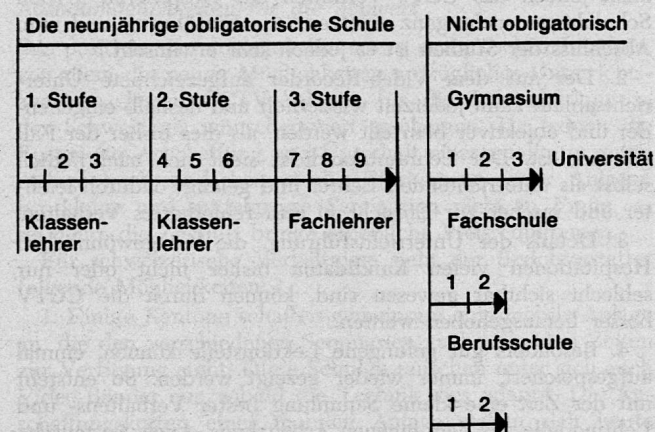 Die neunjährige obligatorische Schule
Nicht obligatorisch
1. Stufe 2. Stufe 3. Stufe Gymnasium
1 2 3 4 5 6 7 8 9 1 2 3 Universität
Klassen-
lehrer
Klassen-
lehrer
Fachlehrer
Fachschule
1 2
Berufsschule
1 2